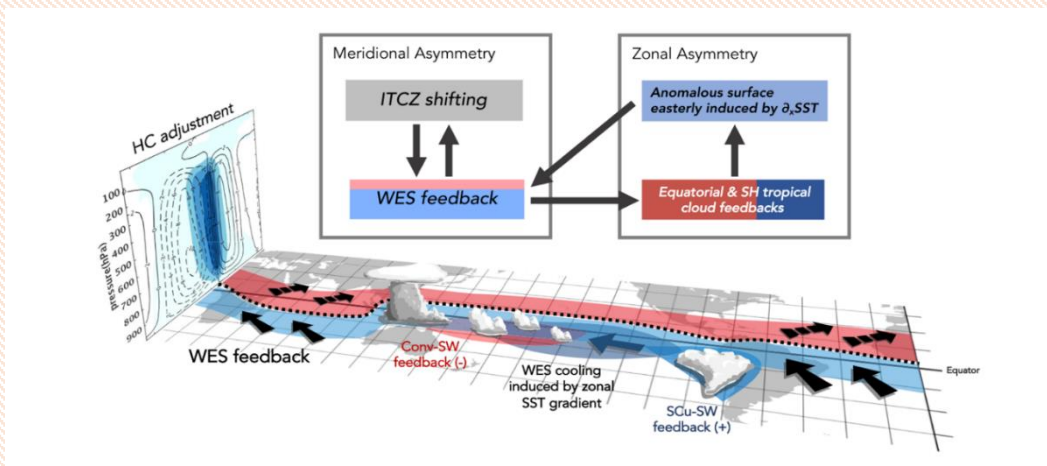 Meridional Asymmetry
ITCZ shifting
WES feedback
Zonal Asymmetry
Anomalous surface
easterly induced by ∂ₓSST
Equatorial & SH tropical
cloud feedbacks
HC adjustment
pressure(hPa)
100
200
300
400
500
600
700
800
900
WES feedback
Conv-SW
feedback (-)
WES cooling
induced by zonal
SST gradient
SCu-SW
feedback (+)
Equator